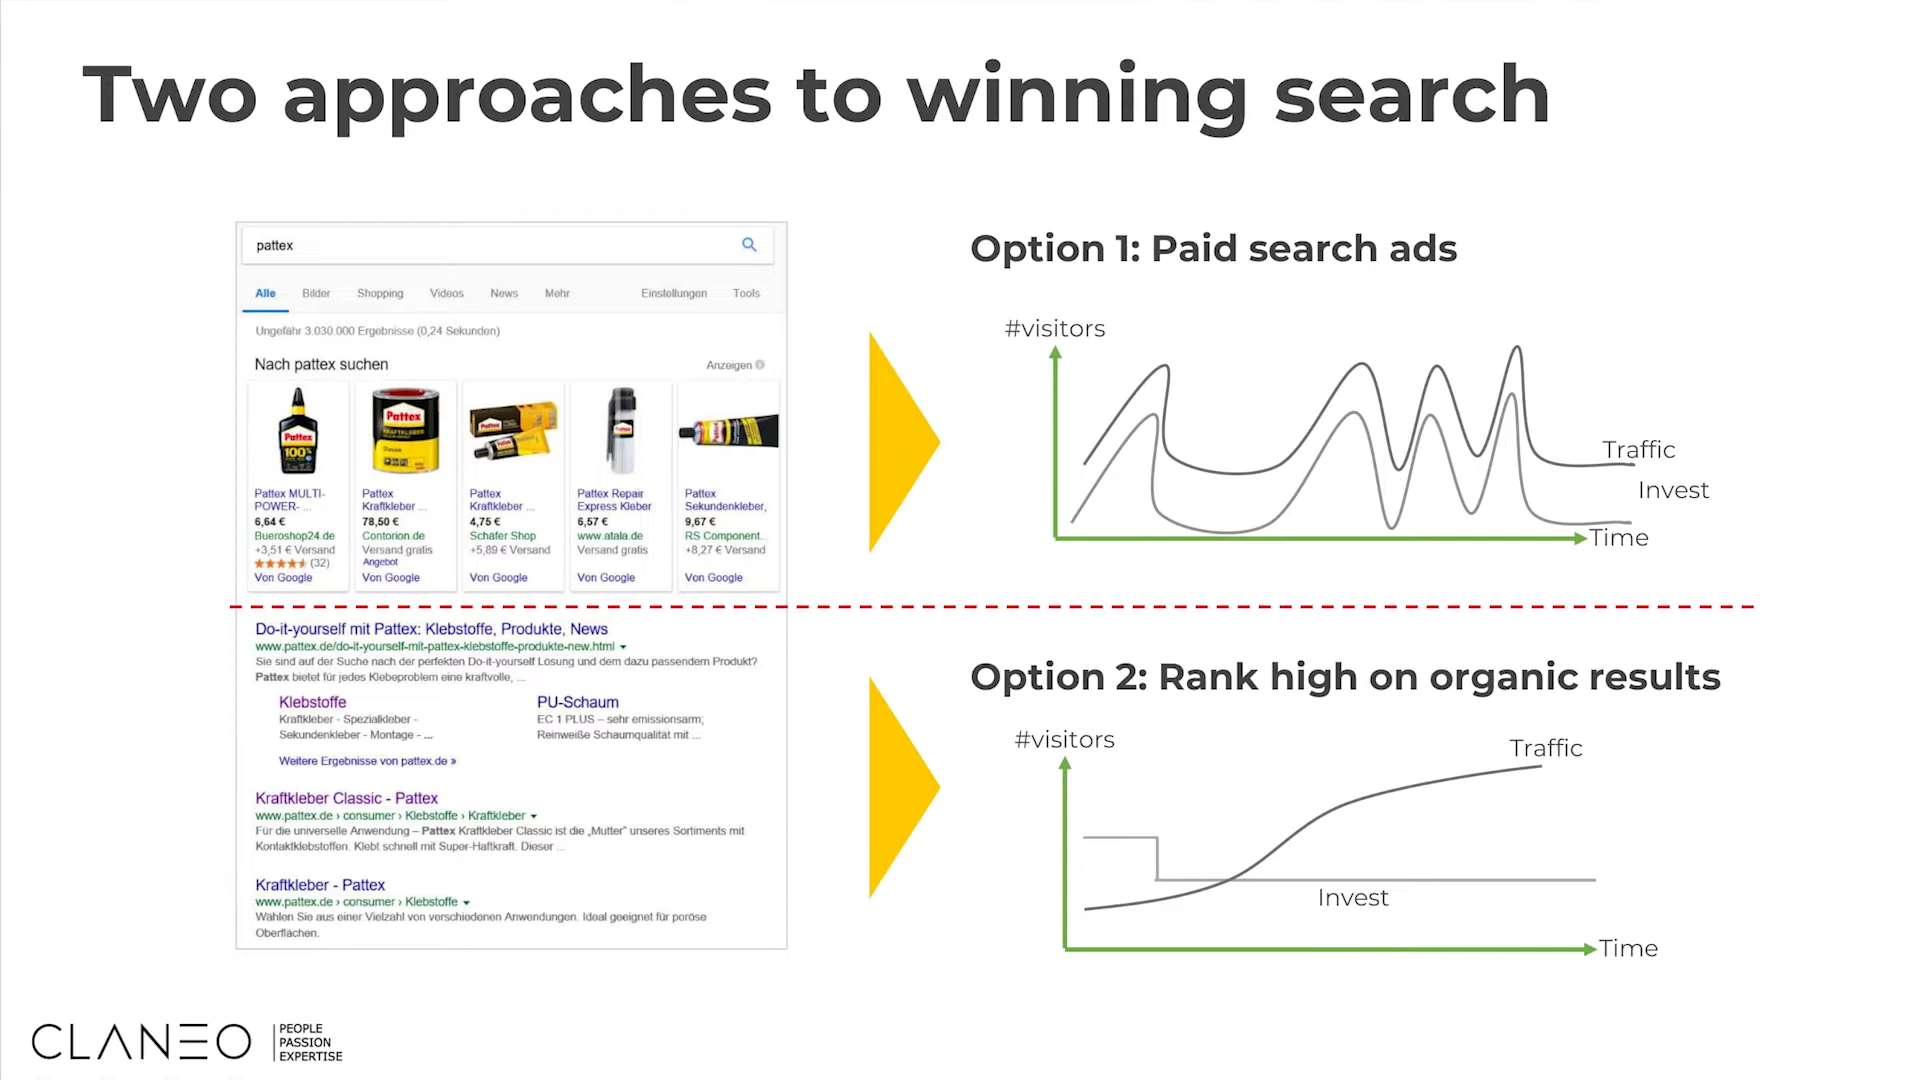 Two approaches to winning search
pattex
Alle Bilder Shopping Videos News Mehr Einstellungen Tools
Ungefähr 3.030.000 Ergebnisse (0,24 Sekunden)
Nach pattex suchen
Anzeigen
Pattex
100%
Pattex
KRAFTKLEBER
Classic
Pattex
Pattex MULTI-
POWER- ...
6,64 €
Bueroshop24.de
+3,51 € Versand
(32)
Von Google
Pattex
Kraftkleber ...
78,50 €
Contorion.de
Versand gratis
Angebot
Von Google
Pattex
Kraftkleber ...
4,75 €
Schäfer Shop
+5,89 € Versand
Von Google
Pattex Repair
Express Kleber
6,57 €
www.atala.de
Versand gratis
Von Google
Pattex
Sekundenkleber,
9,67 €
RS Component...
+8,27 € Versand
Von Google
Do-it-yourself mit Pattex: Klebstoffe, Produkte, News
www.pattex.de/do-it-yourself-mit-pattex-klebstoffe-produkte-new.html
Sie sind auf der Suche nach der perfekten Do-it-yourself Lösung und dem dazu passendem Produkt?
Pattex bietet für jedes Klebeproblem eine kraftvolle, ...
Klebstoffe
Kraftkleber - Spezialkleber -
Sekundenkleber - Montage - ...
PU-Schaum
EC 1 PLUS – sehr emissionsarm;
Reinweiße Schaumqualität mit ...
Weitere Ergebnisse von pattex.de »
Kraftkleber Classic - Pattex
www.pattex.de › consumer › Klebstoffe › Kraftkleber
Für die universelle Anwendung – Pattex Kraftkleber Classic ist die „Mutter" unseres Sortiments mit
Kontaktklebstoffen. Klebt schnell mit Super-Haftkraft. Dieser ...
Kraftkleber - Pattex
www.pattex.de › consumer › Klebstoffe
Wählen Sie aus einer Vielzahl von verschiedenen Anwendungen. Ideal geeignet für poröse
Oberflächen.
Option 1: Paid search ads
#visitors
Traffic
Invest
Time
Option 2: Rank high on organic results
#visitors
Traffic
Invest
Time
CLANEO
PEOPLE
PASSION
EXPERTISE